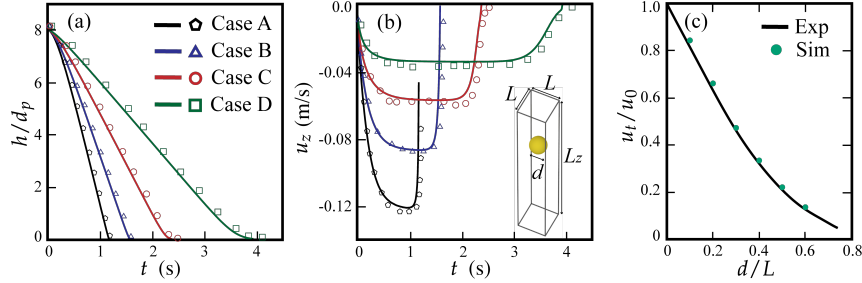 (a)
Case A
Case B
Case C
Case D
8
6
4
2
0
h/d_p
0 1 2 3 4
t (s)
(b)
0.0
-0.04
-0.08
-0.12
u_z (m/s)
0 1 2 3 4
t (s)
L
L
L_z
d
(c)
Exp
Sim
1.0
0.8
0.6
0.4
0.2
0.0
u_t/u_0
0 0.2 0.4 0.6 0.8
d/L